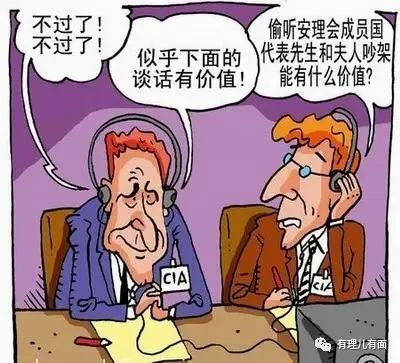 不过了！
不过了！
似乎下面的
谈话有价值！
偷听安理会成员国
代表先生和夫人吵架
能有什么价值？
CIA
CIA
有理儿有面